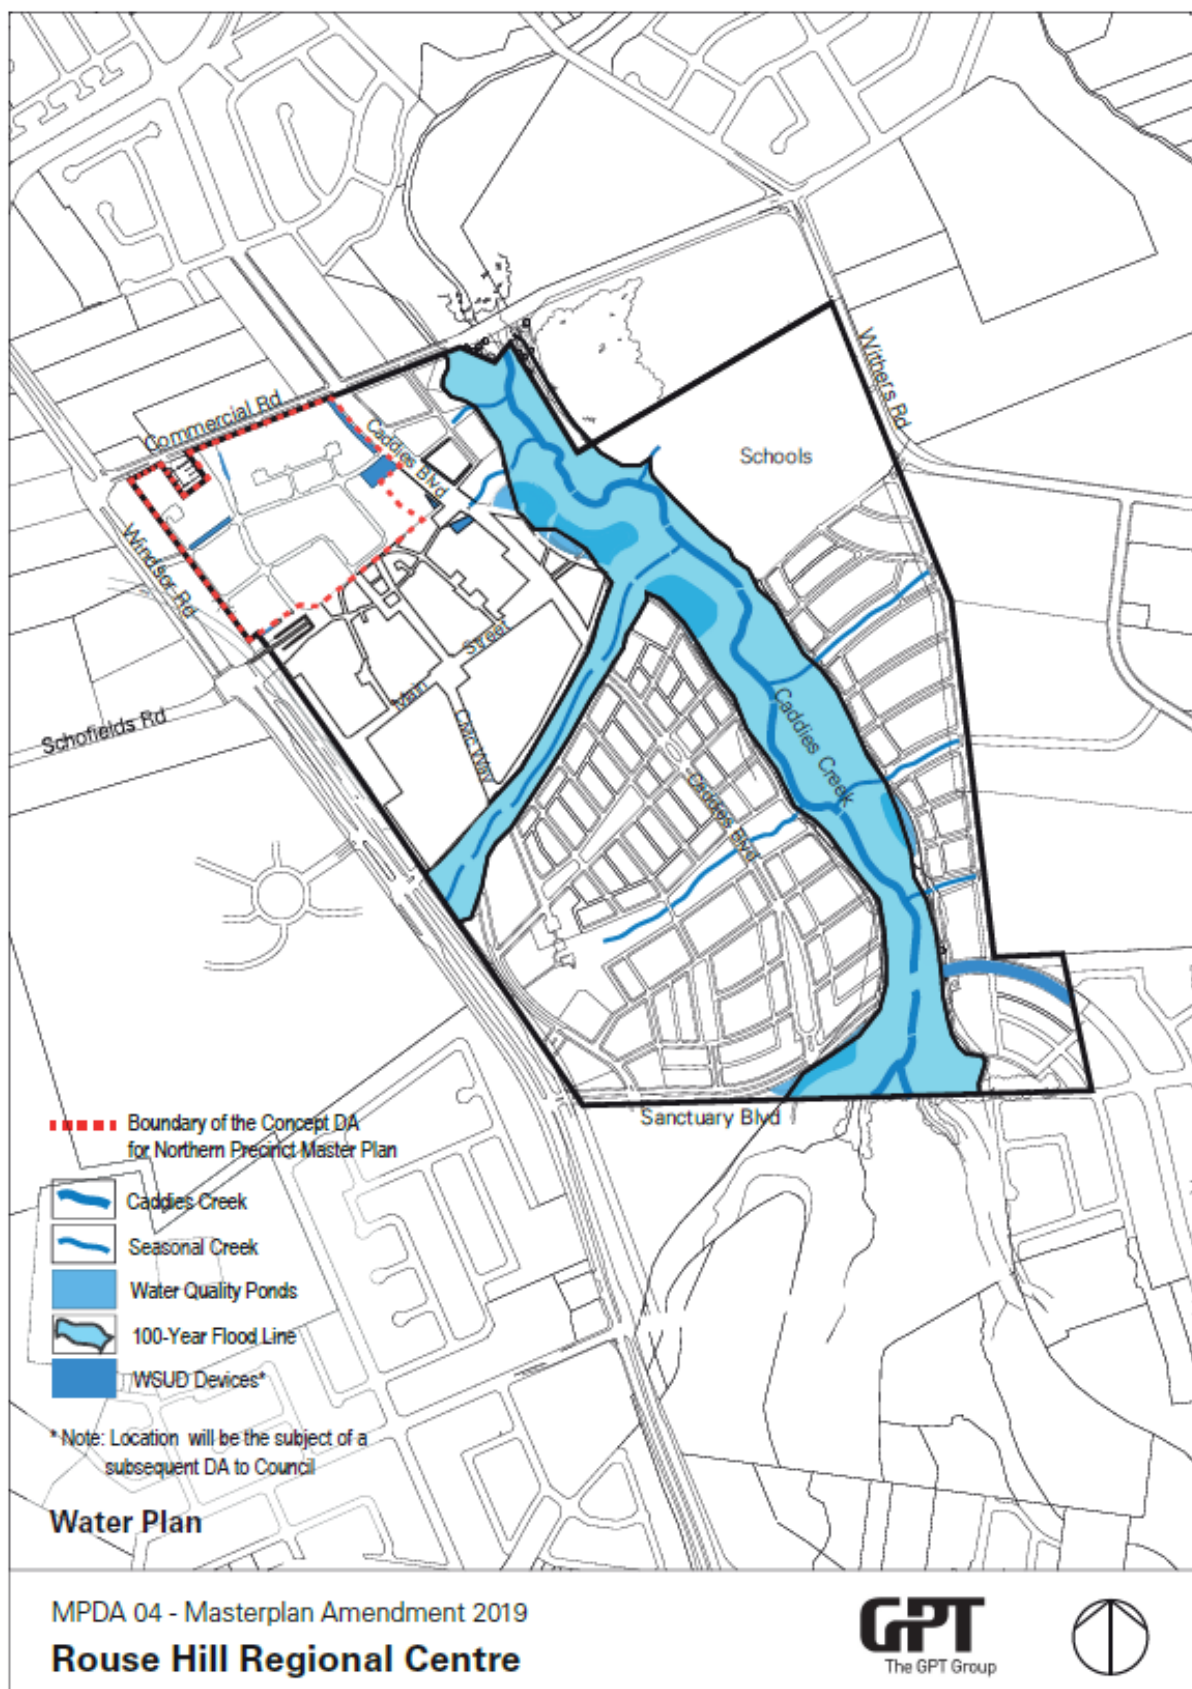 Commercial Rd
Caddies Blvd
Withers Rd
Schools
Windsor Rd
Main
Street
Civic Way
Schofields Rd
Caddies Creek
Caddies Blvd
Sanctuary Blvd
Boundary of the Concept DA
for Northern Precinct Master Plan
Caddies Creek
Seasonal Creek
Water Quality Ponds
100-Year Flood Line
WSUD Devices*
* Note: Location will be the subject of a
subsequent DA to Council
Water Plan
MPDA 04 - Masterplan Amendment 2019
Rouse Hill Regional Centre
GPT
The GPT Group